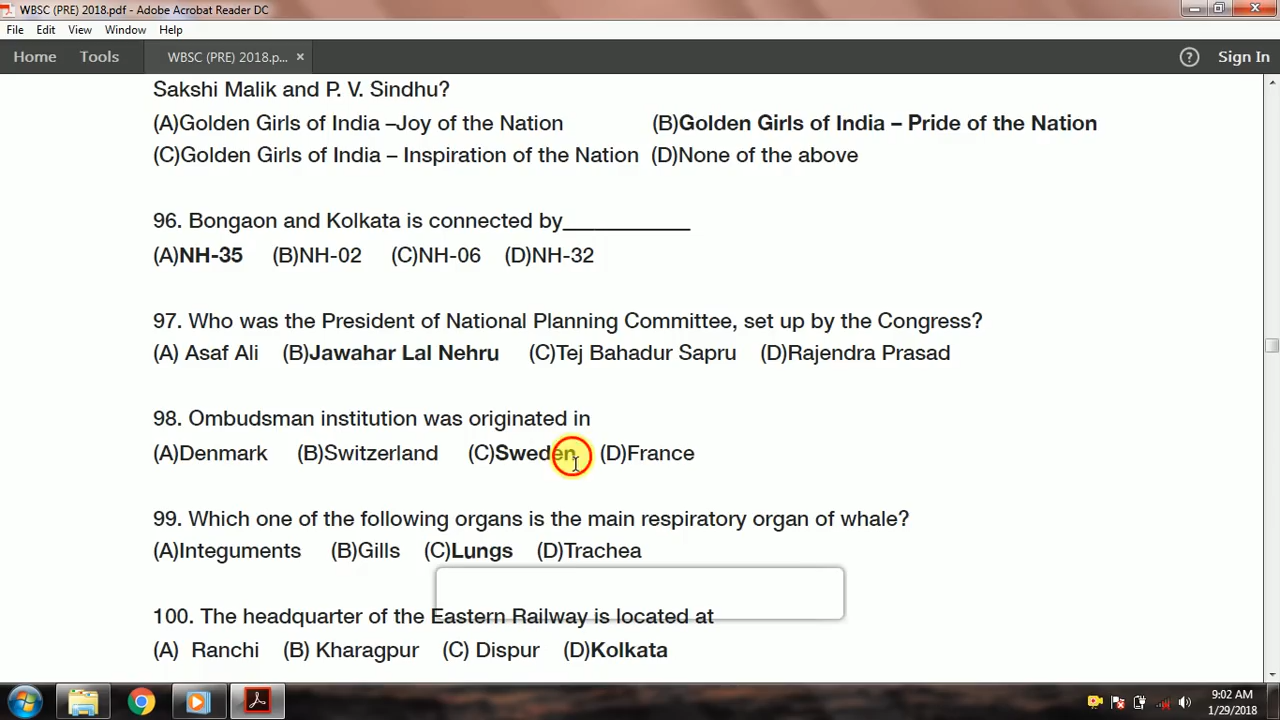 WBSC (PRE) 2018.pdf - Adobe Acrobat Reader DC
File Edit View Window Help
Home Tools WBSC (PRE) 2018.p... × ? Sign In
Sakshi Malik and P. V. Sindhu?
(A)Golden Girls of India –Joy of the Nation (B)Golden Girls of India – Pride of the Nation
(C)Golden Girls of India – Inspiration of the Nation (D)None of the above
96. Bongaon and Kolkata is connected by___________
(A)NH-35 (B)NH-02 (C)NH-06 (D)NH-32
97. Who was the President of National Planning Committee, set up by the Congress?
(A) Asaf Ali (B)Jawahar Lal Nehru (C)Tej Bahadur Sapru (D)Rajendra Prasad
98. Ombudsman institution was originated in
(A)Denmark (B)Switzerland (C)Sweden (D)France
99. Which one of the following organs is the main respiratory organ of whale?
(A)Integuments (B)Gills (C)Lungs (D)Trachea
100. The headquarter of the Eastern Railway is located at
(A) Ranchi (B) Kharagpur (C) Dispur (D)Kolkata
9:02 AM
1/29/2018